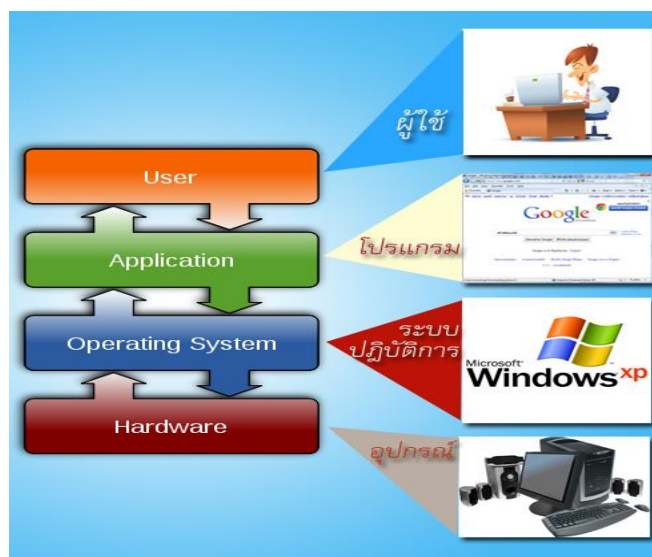 User
Application
Operating System
Hardware
ผู้ใช้
โปรแกรม
ระบบ
ปฏิบัติการ
อุปกรณ์
Google
Microsoft
Windows xp